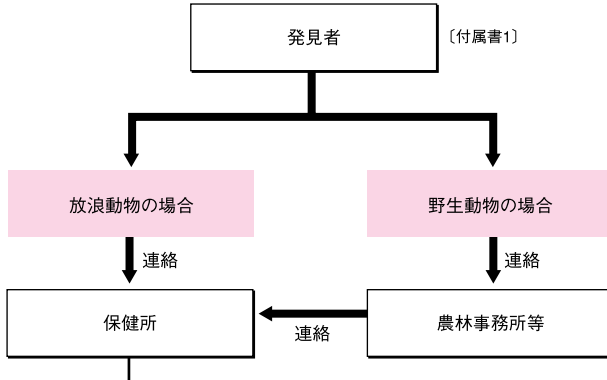 発見者
〔付属書1〕
放浪動物の場合
野生動物の場合
連絡
連絡
保健所
連絡
農林事務所等